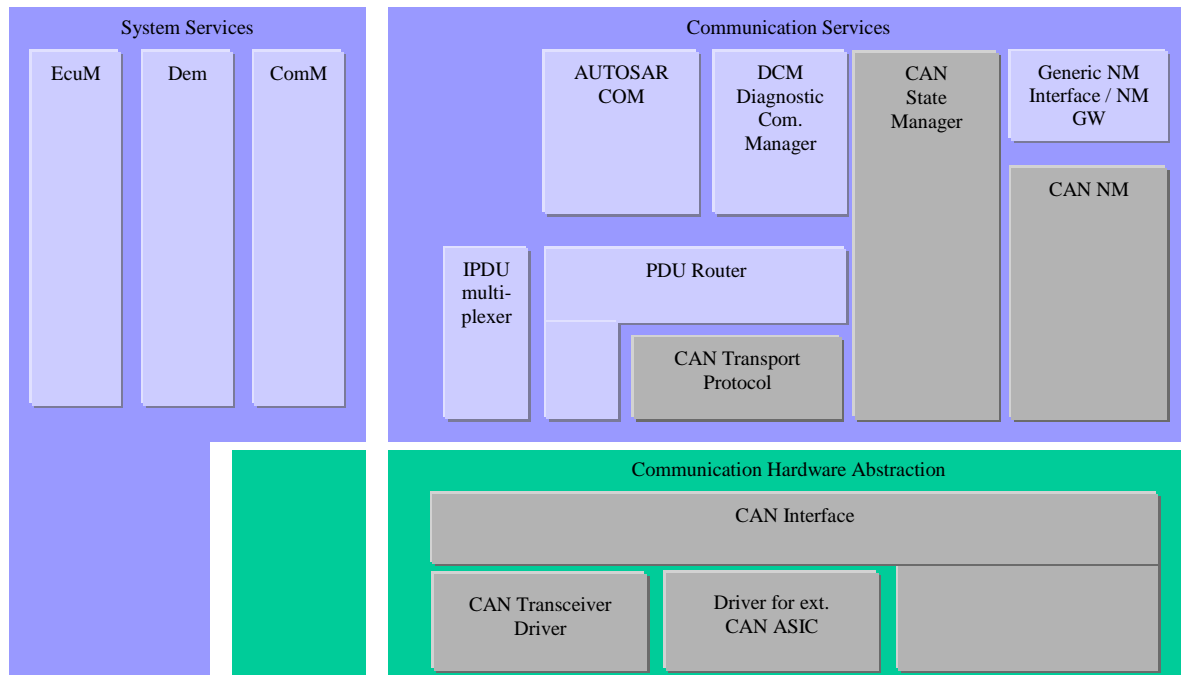 System Services
EcuM
Dem
ComM
Communication Services
AUTOSAR
COM
DCM
Diagnostic
Com.
Manager
CAN
State
Manager
Generic NM
Interface / NM
GW
CAN NM
IPDU
multi-
plexer
PDU Router
CAN Transport
Protocol
Communication Hardware Abstraction
CAN Interface
CAN Transceiver
Driver
Driver for ext.
CAN ASIC